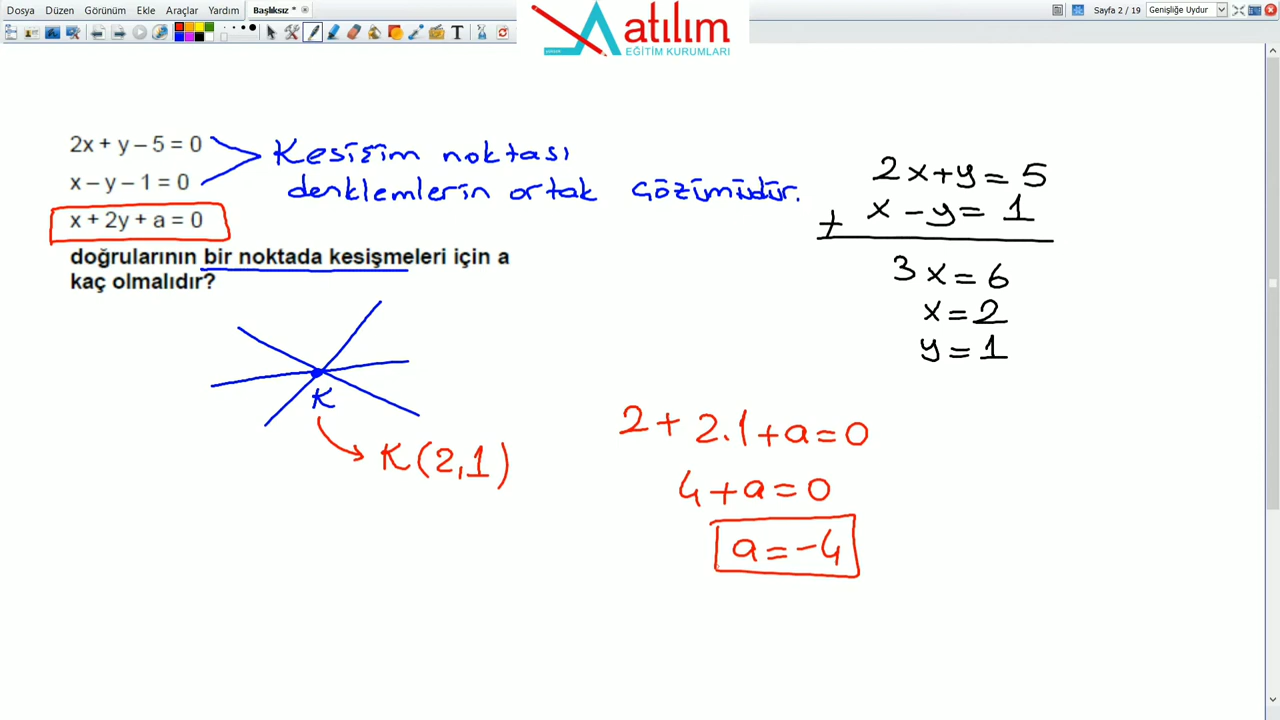 Dosya Düzen Görünüm Ekle Araçlar Yardım Başlıksız *
Sayfa 2 / 19 Genişliğe Uydur
atılım
EĞİTİM KURUMLARI
2x + y – 5 = 0
x – y – 1 = 0
x + 2y + a = 0
Kesişim noktası
denklemlerin ortak çözümüdür.
doğrularının bir noktada kesişmeleri için a
kaç olmalıdır?
K
K(2,1)
2x+y=5
+ x-y=1
3x=6
x=2
y=1
2+2.1+a=0
4+a=0
a=-4